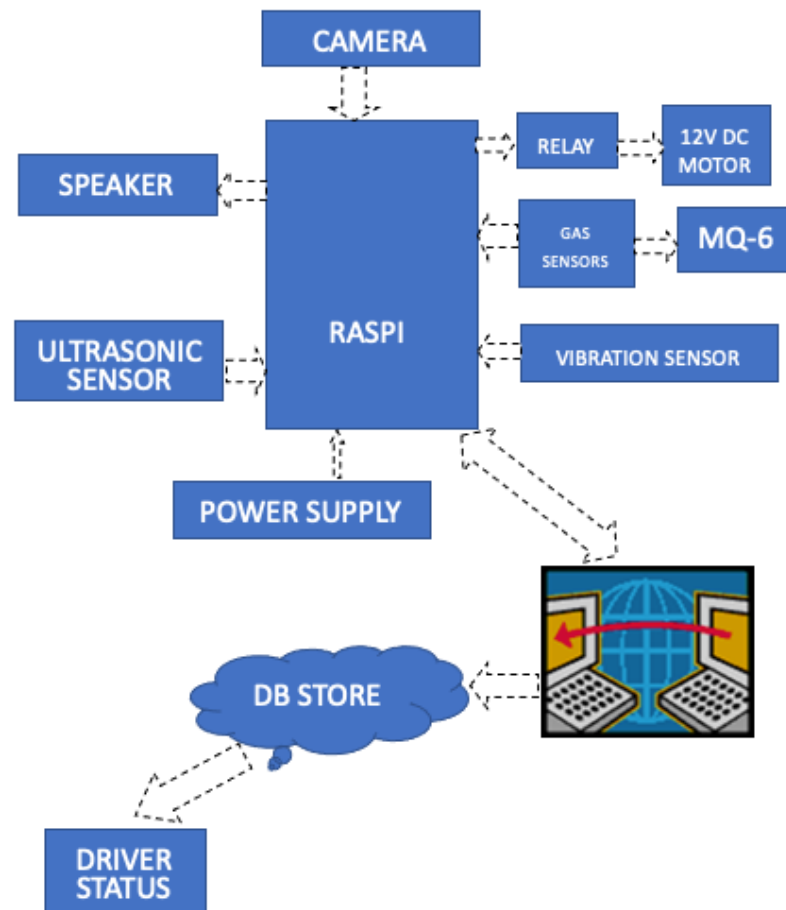 CAMERA
RELAY
12V DC
MOTOR
SPEAKER
GAS
SENSORS
MQ-6
RASPI
ULTRASONIC
SENSOR
VIBRATION SENSOR
POWER SUPPLY
DB STORE
DRIVER
STATUS